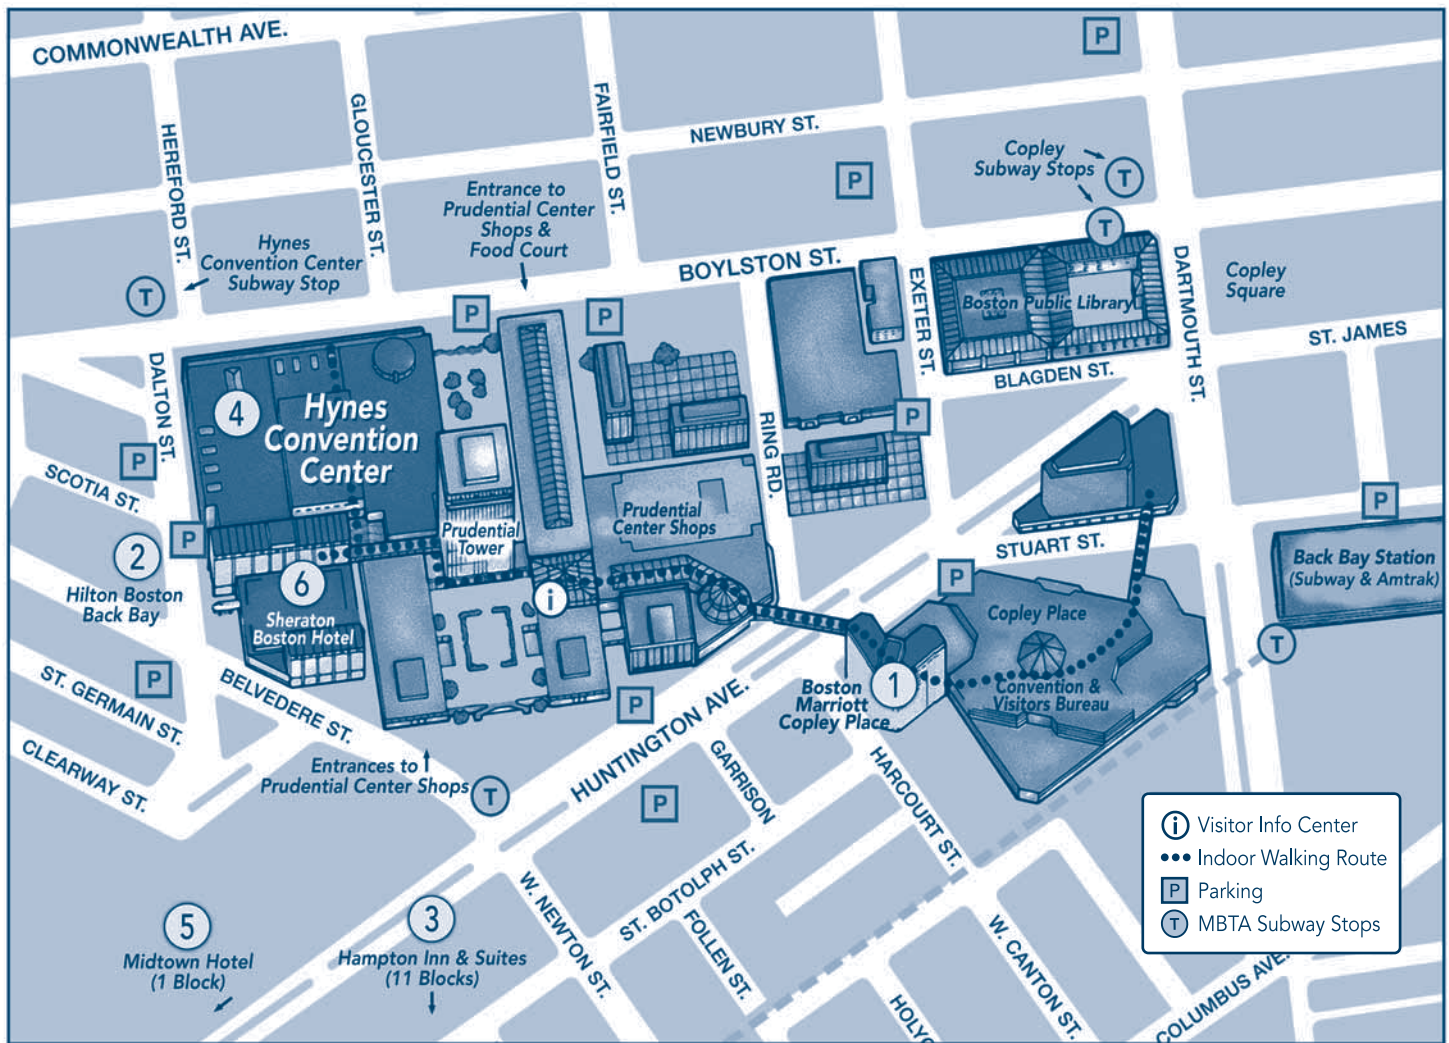 COMMONWEALTH AVE.
P
HEREFORD ST.
GLOUCESTER ST.
FAIRFIELD ST.
NEWBURY ST.
Copley
Subway Stops
T
P
Entrance to
Prudential Center
Shops &
Food Court
T
Hynes
Convention Center
Subway Stop
T
BOYLSTON ST.
EXETER ST.
Boston Public Library
DARTMOUTH ST.
Copley
Square
P
P
ST. JAMES
DALTON ST.
BLAGDEN ST.
4
Hynes
Convention
Center
RING RD.
P
P
SCOTIA ST.
Prudential
Center Shops
P
P
Prudential
Tower
STUART ST.
Back Bay Station
(Subway & Amtrak)
2
Hilton Boston
Back Bay
6
Sheraton
Boston Hotel
i
P
Copley Place
T
P
ST. GERMAIN ST.
BELVEDERE ST.
P
Boston
Marriott
Copley Place
1
Convention &
Visitors Bureau
CLEARWAY ST.
Entrances to
Prudential Center Shops
T
HUNTINGTON AVE.
P
GARRISON
HARCOURT ST.
i Visitor Info Center
Indoor Walking Route
P Parking
T MBTA Subway Stops
5
Midtown Hotel
(1 Block)
3
Hampton Inn & Suites
(11 Blocks)
W. NEWTON ST.
ST. BOTOLPH ST.
FOLLEN ST.
HOLYO
W. CANTON ST.
COLUMBUS AVE.